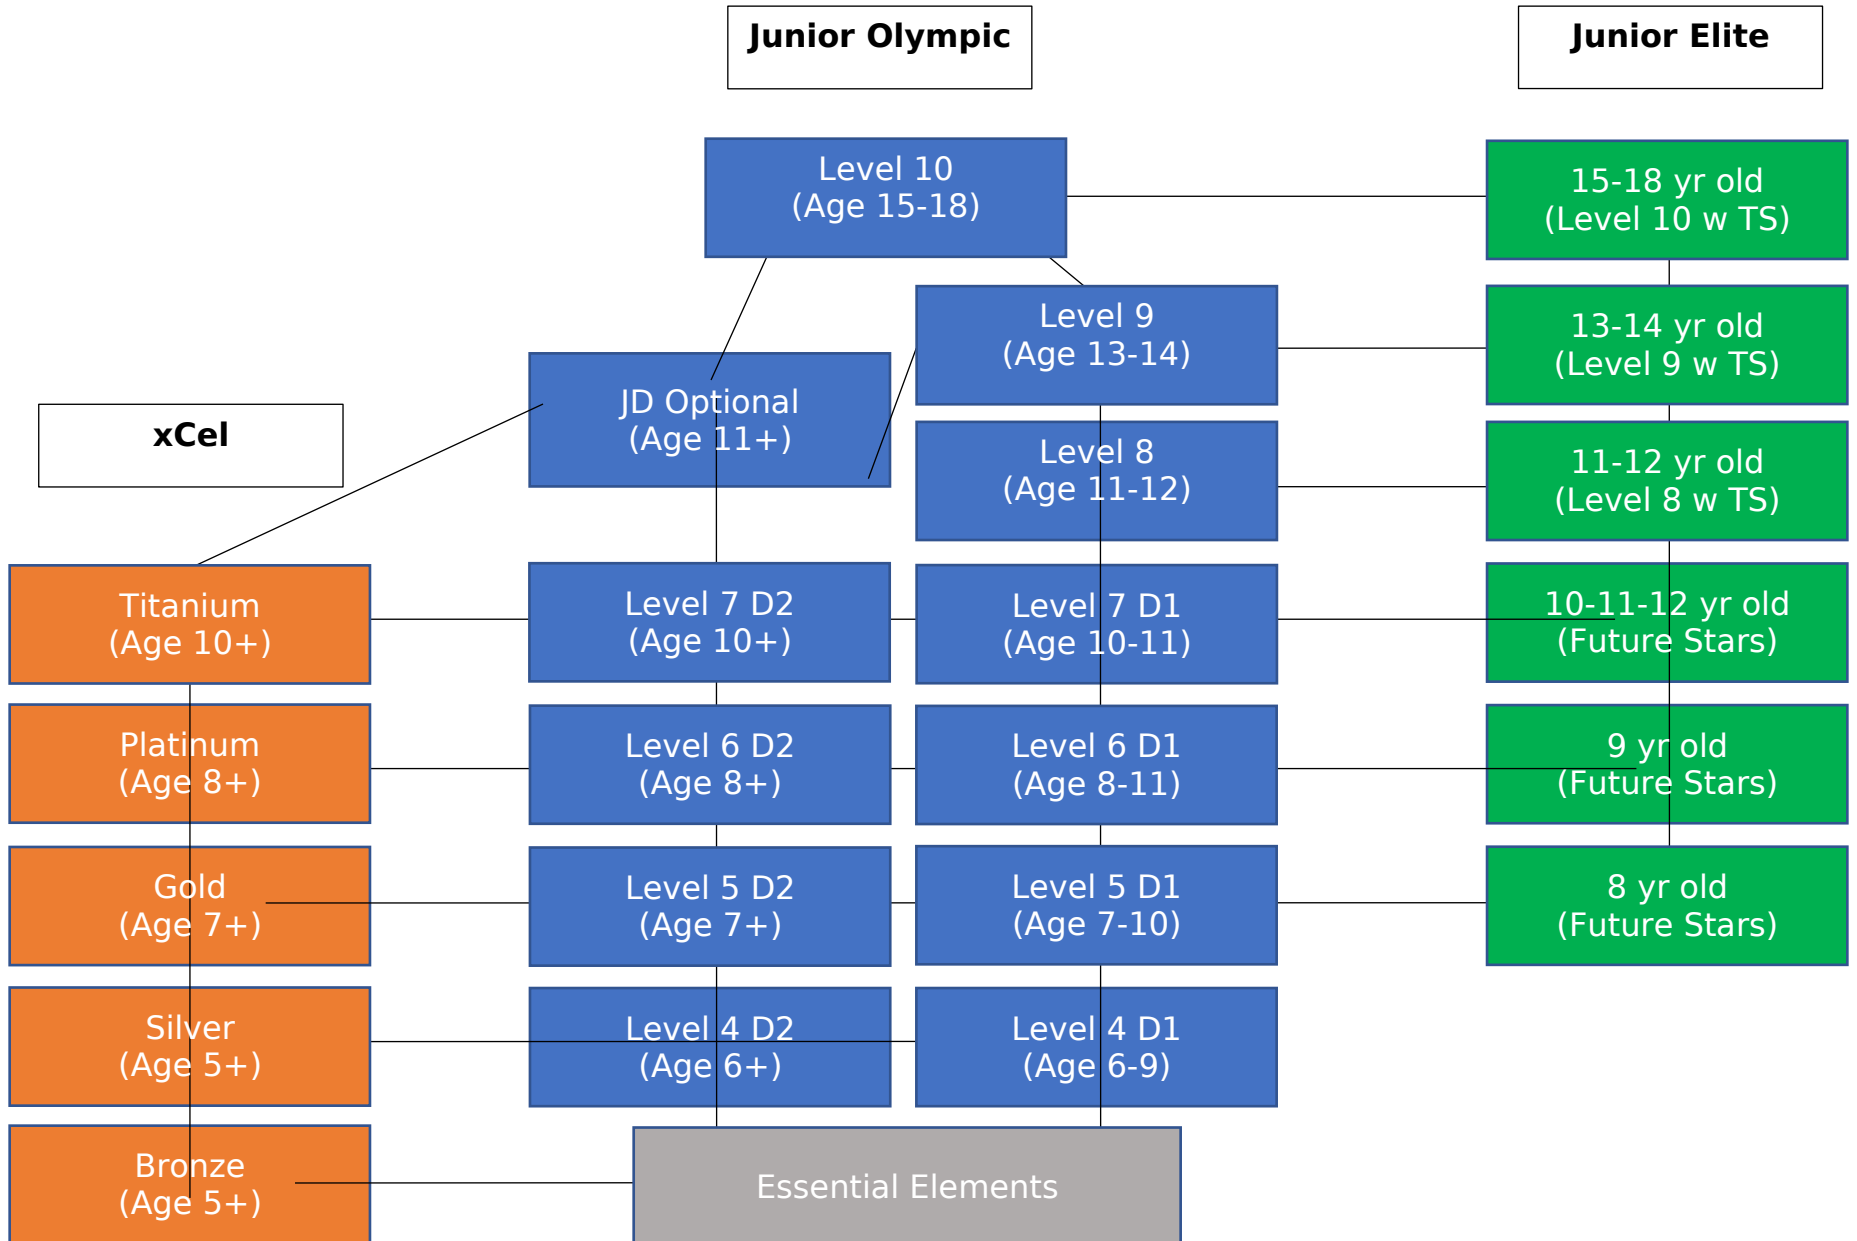 Junior Olympic
Junior Elite
Level 10
(Age 15-18)
15-18 yr old
(Level 10 w TS)
Level 9
(Age 13-14)
13-14 yr old
(Level 9 w TS)
JD Optional
(Age 11+)
xCel
Level 8
(Age 11-12)
11-12 yr old
(Level 8 w TS)
Titanium
(Age 10+)
Level 7 D2
(Age 10+)
Level 7 D1
(Age 10-11)
10-11-12 yr old
(Future Stars)
Platinum
(Age 8+)
Level 6 D2
(Age 8+)
Level 6 D1
(Age 8-11)
9 yr old
(Future Stars)
Gold
(Age 7+)
Level 5 D2
(Age 7+)
Level 5 D1
(Age 7-10)
8 yr old
(Future Stars)
Silver
(Age 5+)
Level 4 D2
(Age 6+)
Level 4 D1
(Age 6-9)
Bronze
(Age 5+)
Essential Elements